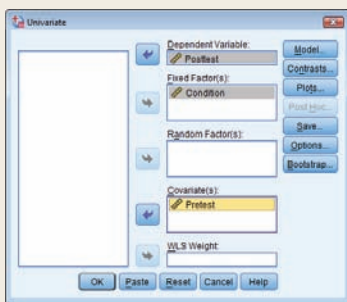 Univariate
Dependent Variable:
Posttest
Fixed Factor(s):
Condition
Random Factor(s):
Covariate(s):
Pretest
WLS Weight:
Model...
Contrasts...
Plots...
Post Hoc...
Save...
Options...
Bootstrap...
OK Paste Reset Cancel Help